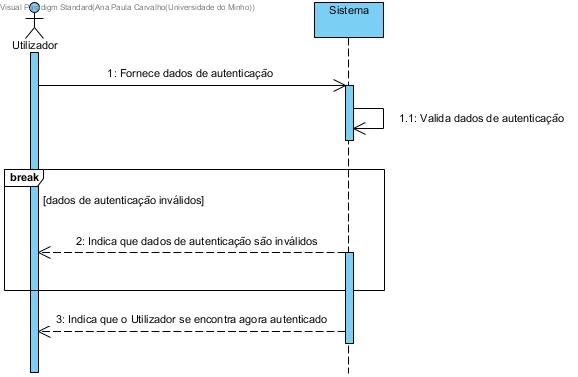 Visual Paradigm Standard(Ana Paula Carvalho(Universidade do Minho))
Sistema
Utilizador
1: Fornece dados de autenticação
1.1: Valida dados de autenticação
break
[dados de autenticação inválidos]
2: Indica que dados de autenticação são inválidos
3: Indica que o Utilizador se encontra agora autenticado